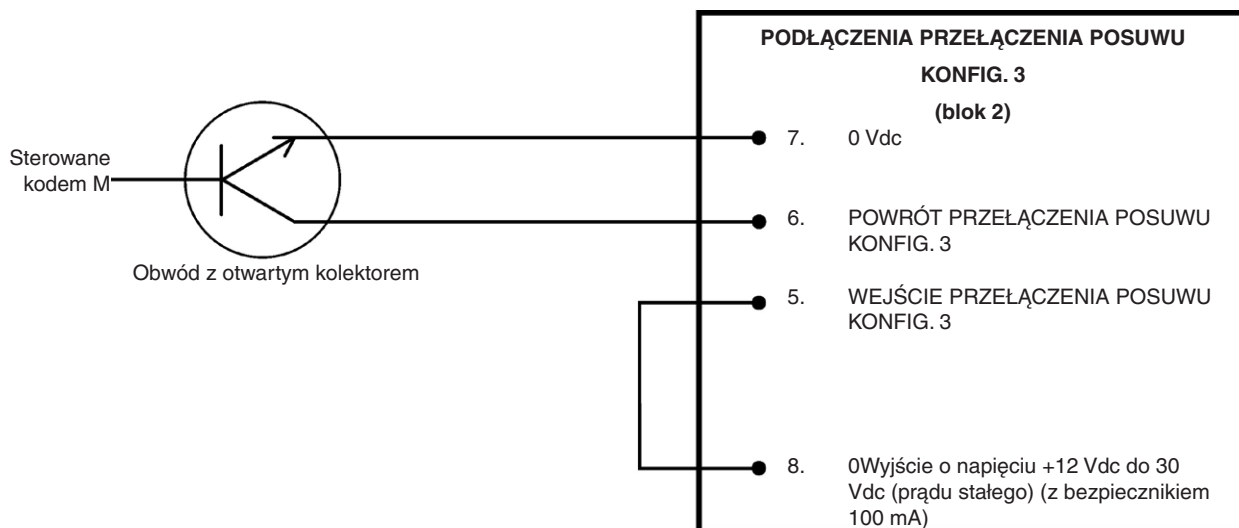 PODŁĄCZENIA PRZEŁĄCZENIA POSUWU
KONFIG. 3
(blok 2)
7. 0 Vdc
Sterowane
kodem M
6. POWRÓT PRZEŁĄCZENIA POSUWU
KONFIG. 3
Obwód z otwartym kolektorem
5. WEJŚCIE PRZEŁĄCZENIA POSUWU
KONFIG. 3
8. 0Wyjście o napięciu +12 Vdc do 30
Vdc (prądu stałego) (z bezpiecznikiem
100 mA)